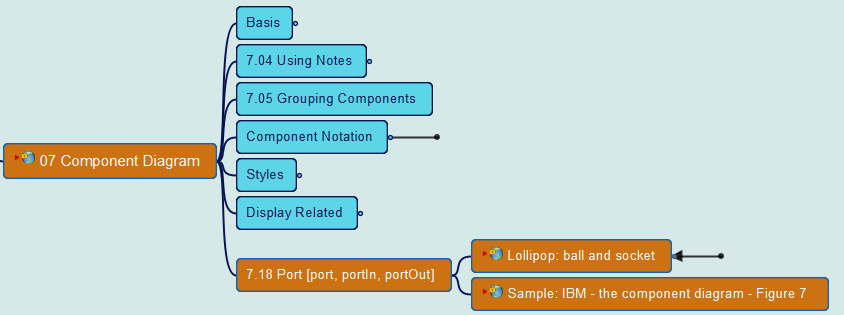 Basis
7.04 Using Notes
7.05 Grouping Components
Component Notation
07 Component Diagram
Styles
Display Related
7.18 Port [port, portIn, portOut]
Lollipop: ball and socket
Sample: IBM - the component diagram - Figure 7